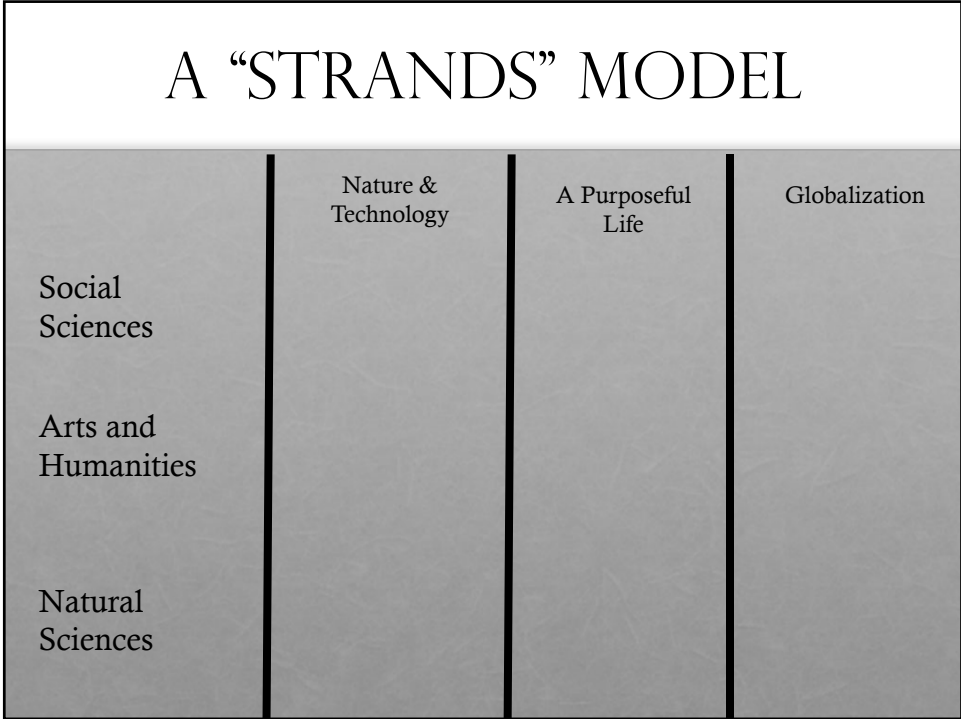 A “STRANDS” MODEL
Nature &
Technology
A Purposeful
Life
Globalization
Social
Sciences
Arts and
Humanities
Natural
Sciences